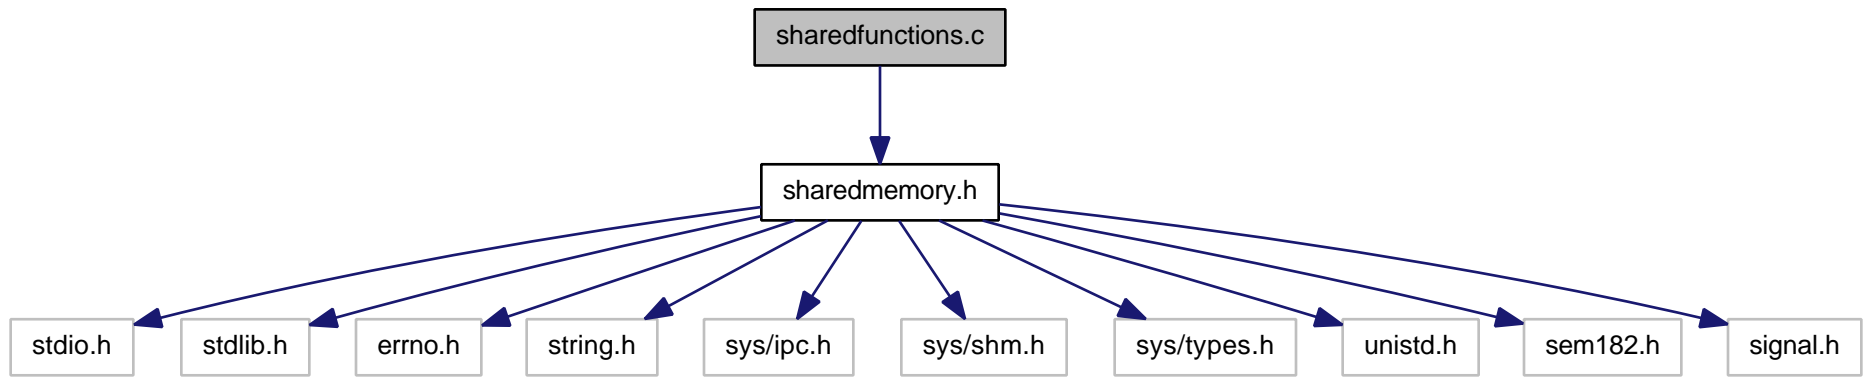 sharedfunctions.c
sharedmemory.h
stdio.h stdlib.h errno.h string.h sys/ipc.h sys/shm.h sys/types.h unistd.h sem182.h signal.h